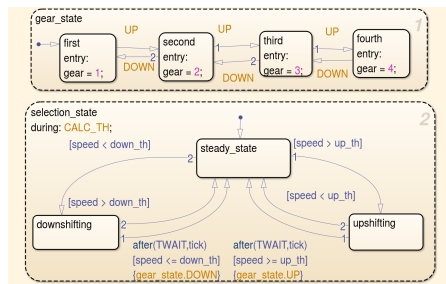 gear_state
1
UP
UP
UP
first
entry:
gear = 1;
second
entry:
gear = 2;
third
entry:
gear = 3;
fourth
entry:
gear = 4;
2
1
2
1
2
DOWN
DOWN
DOWN
selection_state
during: CALC_TH;
2
[speed < down_th]
[speed > up_th]
2
steady_state
1
[speed > down_th]
[speed < up_th]
downshifting
2
1
upshifting
2
1
after(TWAIT,tick)
[speed <= down_th]
{gear_state.DOWN}
after(TWAIT,tick)
[speed >= up_th]
{gear_state.UP}